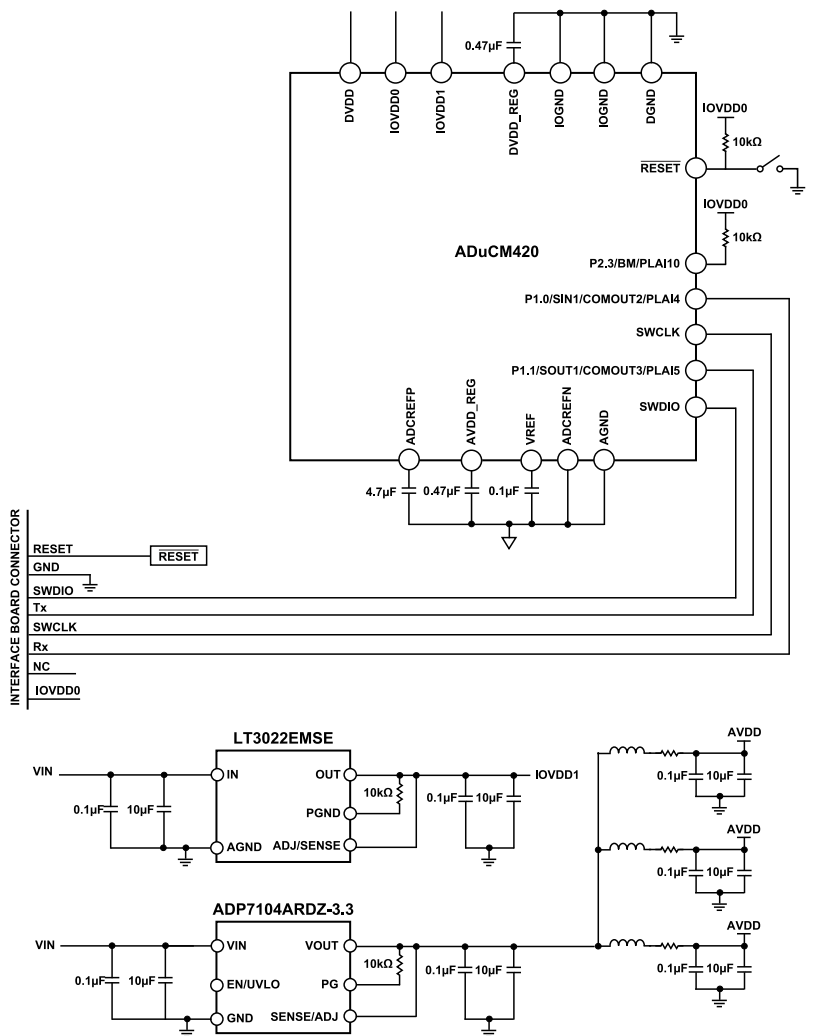 0.47µF
DVDD
IOVDD0
IOVDD1
DVDD_REG
IOGND
IOGND
DGND
IOVDD0
10kΩ
RESET
IOVDD0
10kΩ
ADuCM420
P2.3/BM/PLAI10
P1.0/SIN1/COMOUT2/PLAI4
SWCLK
P1.1/SOUT1/COMOUT3/PLAI5
SWDIO
ADCREFP
AVDD_REG
VREF
ADCREFN
AGND
4.7µF
0.47µF
0.1µF
INTERFACE BOARD CONNECTOR
RESET
RESET
GND
SWDIO
Tx
SWCLK
Rx
NC
IOVDD0
LT3022EMSE
VIN
IN
OUT
IOVDD1
0.1µF
10µF
10kΩ
0.1µF
10µF
PGND
AGND
ADJ/SENSE
AVDD
0.1µF
10µF
AVDD
0.1µF
10µF
ADP7104ARDZ-3.3
VIN
VIN
VOUT
AVDD
0.1µF
10µF
EN/UVLO
10kΩ
PG
0.1µF
10µF
0.1µF
10µF
GND
SENSE/ADJ